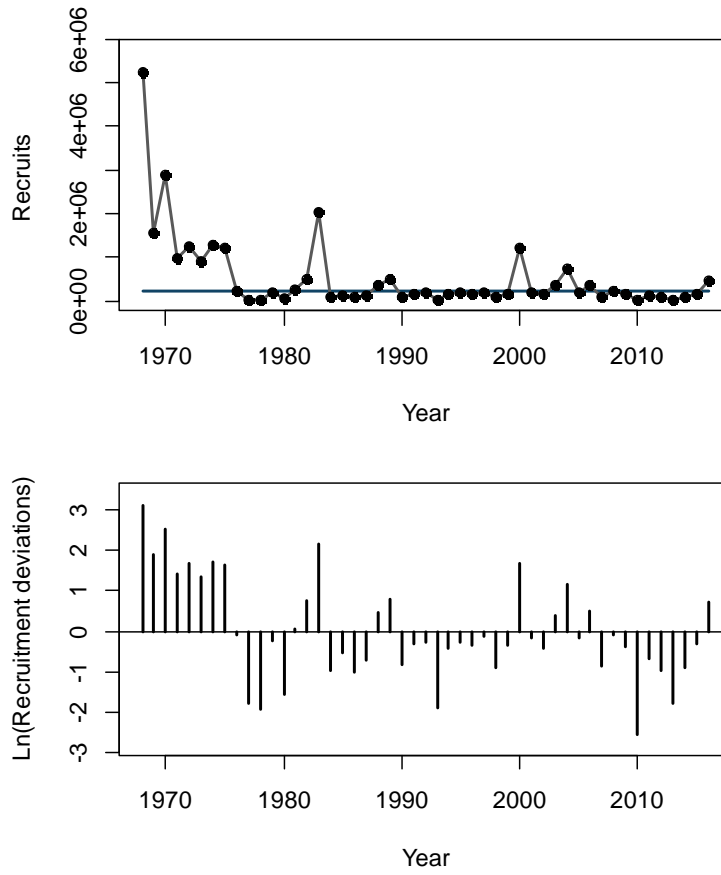 Recruits
6e+06
4e+06
2e+06
0e+00
1970 1980 1990 2000 2010
Year
Ln(Recruitment deviations)
3
2
1
0
-1
-2
-3
1970 1980 1990 2000 2010
Year